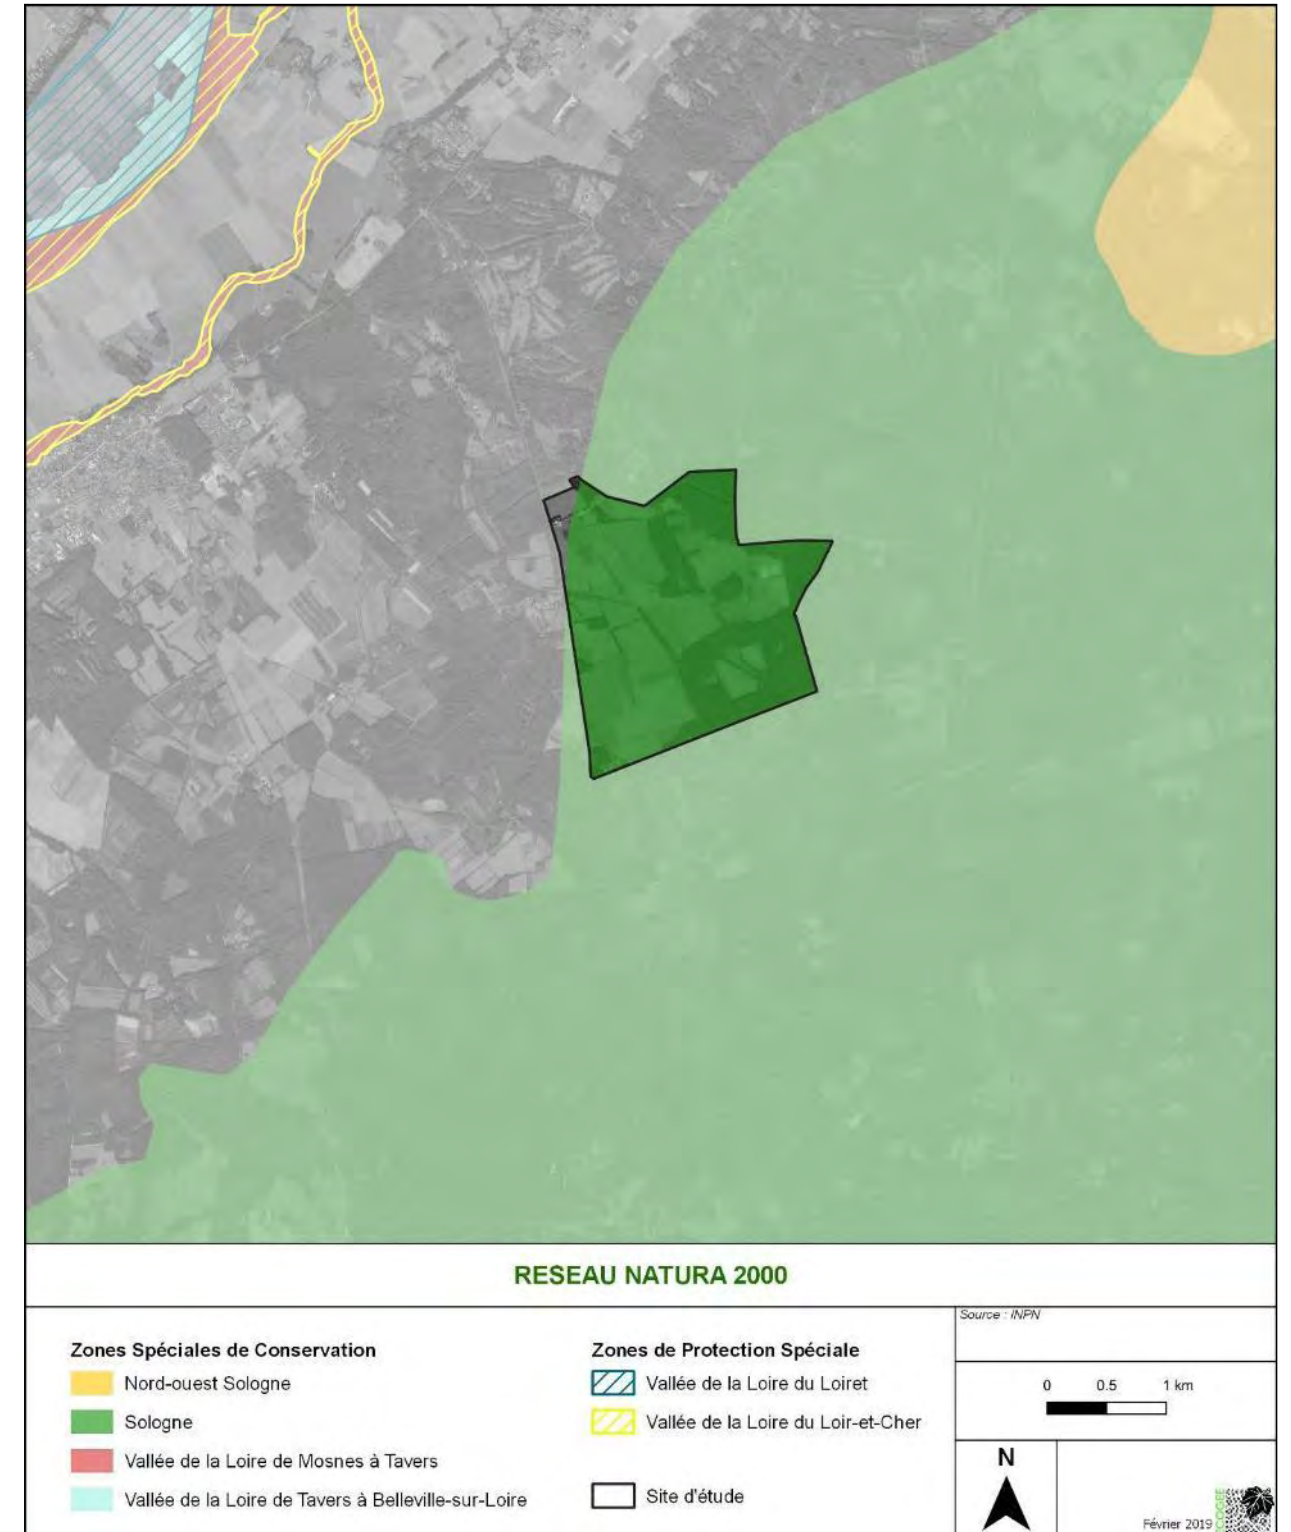 RESEAU NATURA 2000
Source : INPN
Zones Spéciales de Conservation
Nord-ouest Sologne
Sologne
Vallée de la Loire de Mosnes à Tavers
Vallée de la Loire de Tavers à Belleville-sur-Loire
Zones de Protection Spéciale
Vallée de la Loire du Loiret
Vallée de la Loire du Loir-et-Cher
Site d'étude
0 0.5 1 km
N
Février 2019
COGEE